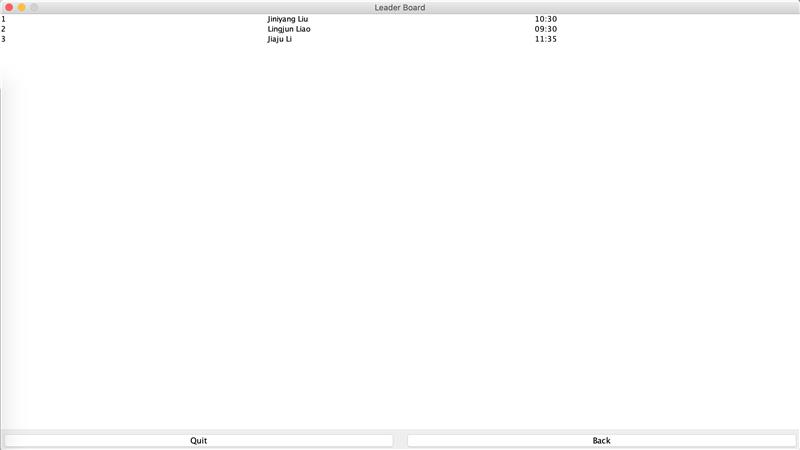 Leader Board
1 Jiniyang Liu 10:30
2 Lingjun Liao 09:30
3 Jiaju Li 11:35
Quit Back